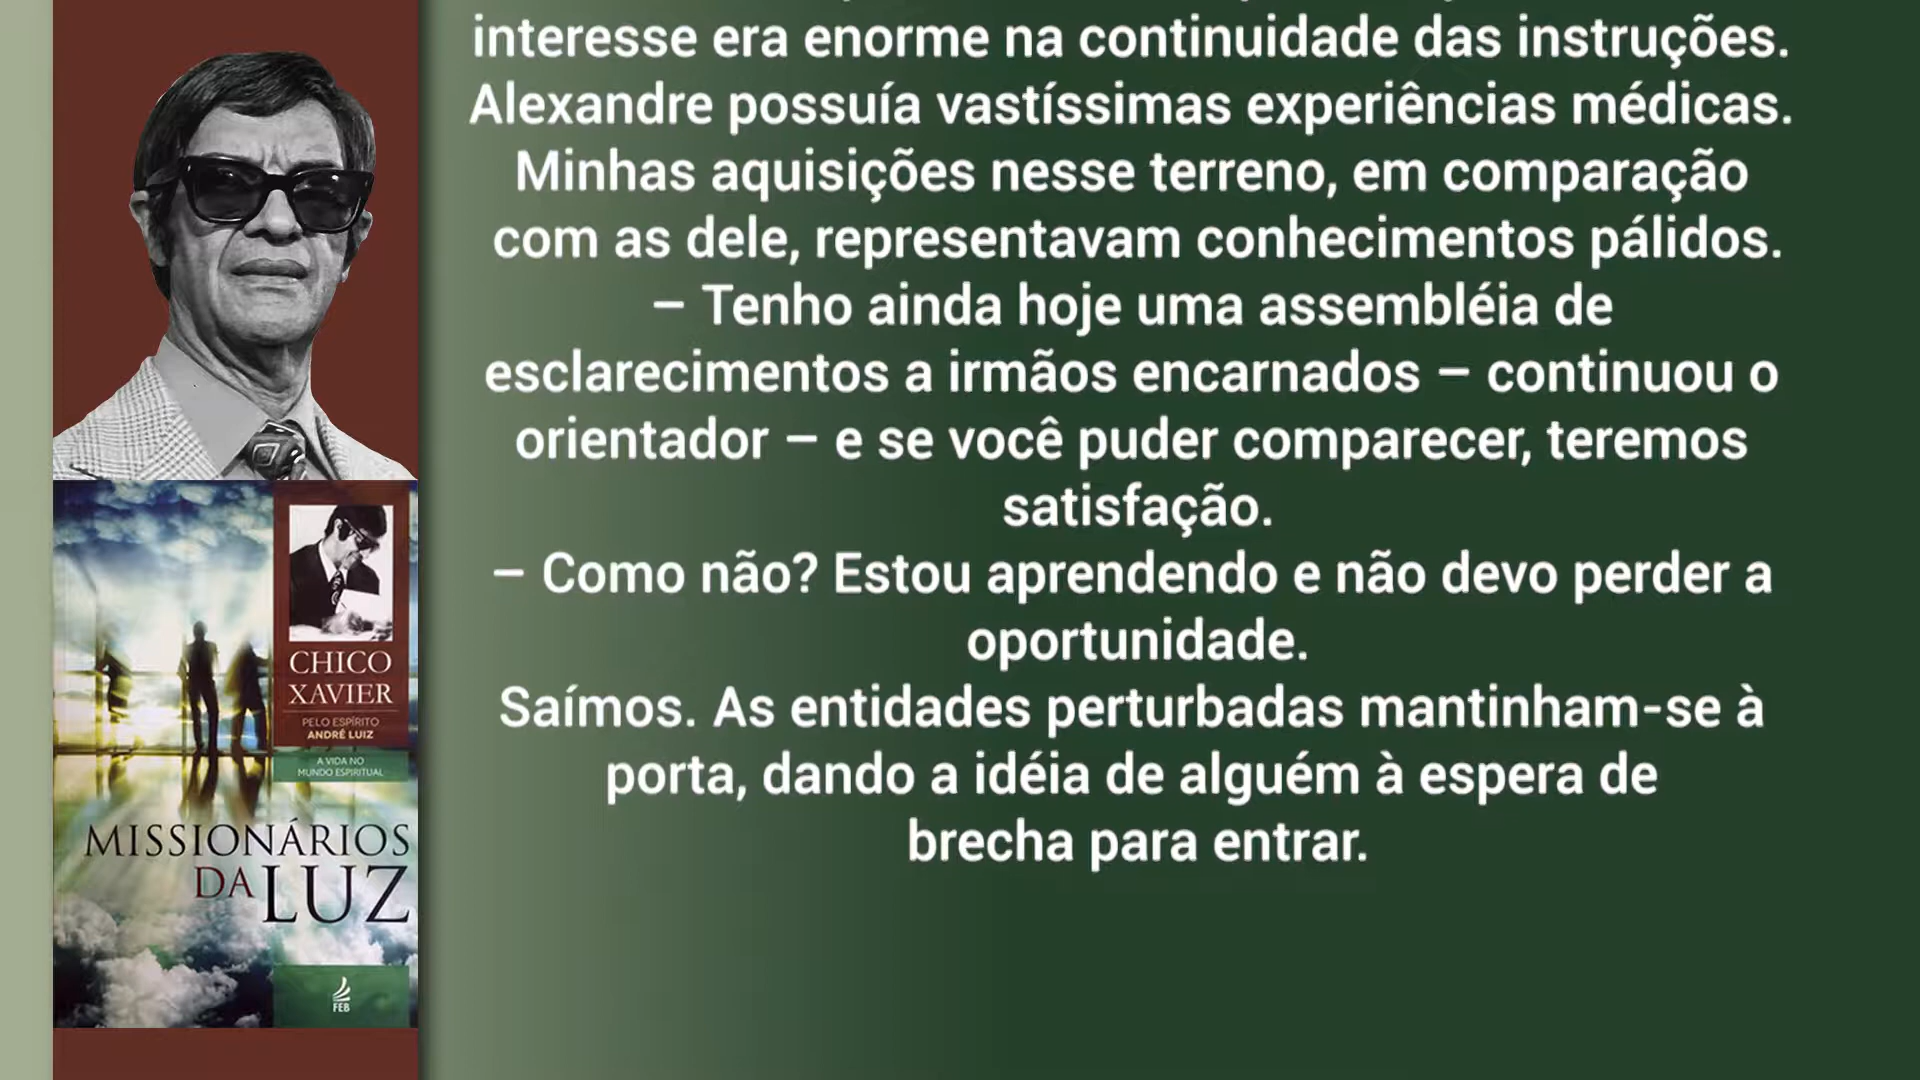 interesse era enorme na continuidade das instruções.
Alexandre possuía vastíssimas experiências médicas.
Minhas aquisições nesse terreno, em comparação
com as dele, representavam conhecimentos pálidos.
– Tenho ainda hoje uma assembléia de
esclarecimentos a irmãos encarnados – continuou o
orientador – e se você puder comparecer, teremos
satisfação.
– Como não? Estou aprendendo e não devo perder a
oportunidade.
Saímos. As entidades perturbadas mantinham-se à
porta, dando a idéia de alguém à espera de
brecha para entrar.
CHICO
XAVIER
PELO ESPÍRITO
ANDRÉ LUIZ
A VIDA NO
MUNDO ESPIRITUAL
MISSIONÁRIOS
DA LUZ
FEB